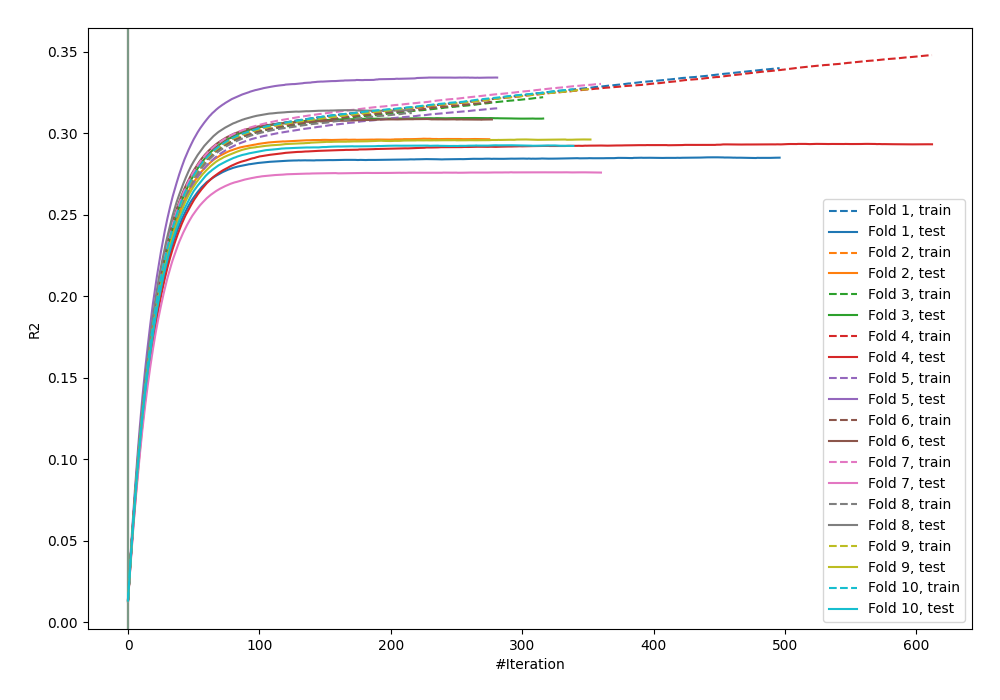 0.35
0.30
0.25
0.20
0.15
0.10
0.05
0.00
R2
0
100
200
300
400
500
600
#Iteration
Fold 1, train
Fold 1, test
Fold 2, train
Fold 2, test
Fold 3, train
Fold 3, test
Fold 4, train
Fold 4, test
Fold 5, train
Fold 5, test
Fold 6, train
Fold 6, test
Fold 7, train
Fold 7, test
Fold 8, train
Fold 8, test
Fold 9, train
Fold 9, test
Fold 10, train
Fold 10, test